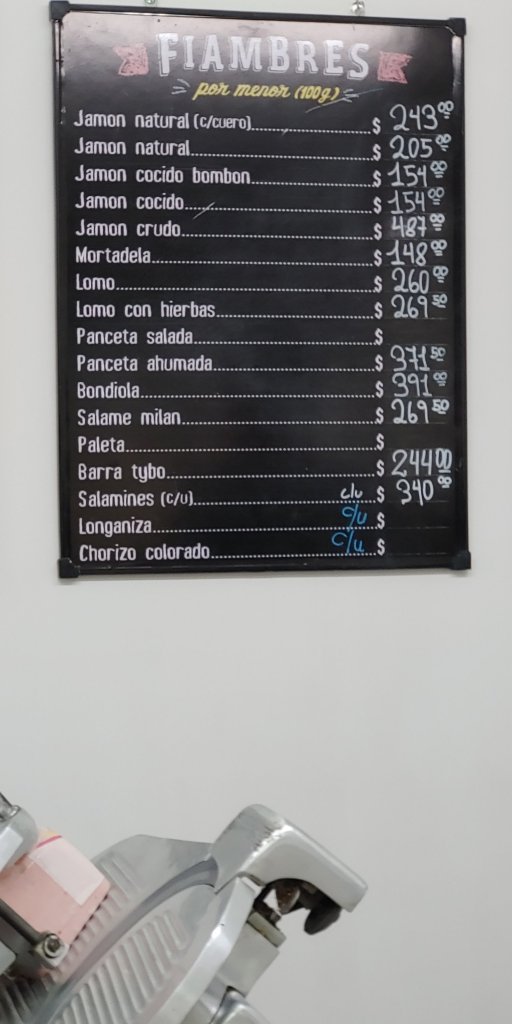 FIAMBRES
por menor (100g)
Jamon natural (c/cuero)........$ 243⁰⁰
Jamon natural........$ 205⁰⁰
Jamon cocido bombon........$ 154⁰⁰
Jamon cocido........$ 154⁰⁰
Jamon crudo........$ 487⁰⁰
Mortadela........$ 148⁰⁰
Lomo........$ 260⁰⁰
Lomo con hierbas........$ 269⁵⁰
Panceta salada........$
Panceta ahumada........$ 371⁵⁰
Bondiola........$ 391⁰⁰
Salame milan........$ 269⁵⁰
Paleta........$
Barra tybo........$ 244⁰⁰
Salamines (c/u)........c/u $ 340⁰⁰
Longaniza........c/u $
Chorizo colorado........c/u $